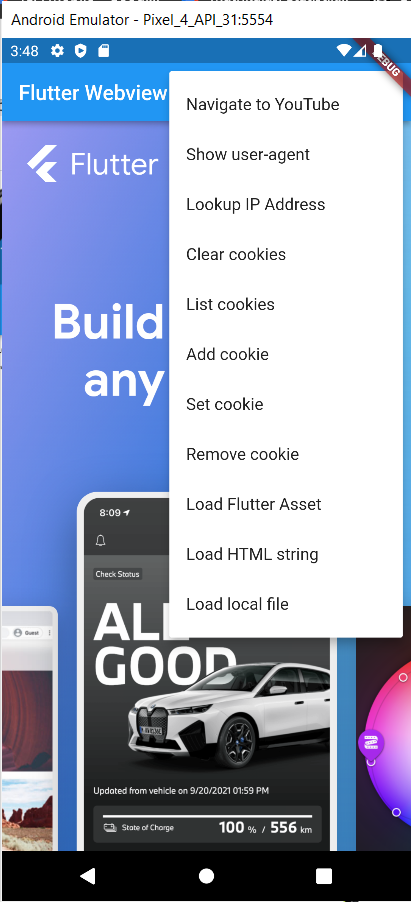 Android Emulator - Pixel_4_API_31:5554
3:48
DEBUG
Flutter Webview
Navigate to YouTube
Show user-agent
Lookup IP Address
Clear cookies
List cookies
Add cookie
Set cookie
Remove cookie
Load Flutter Asset
Load HTML string
Load local file
Flutter
Build
any
8:09
Check Status
ALL
GOOD
Updated from vehicle on 9/20/2021 01:59 PM
State of Charge 100 % / 556 km
Guest